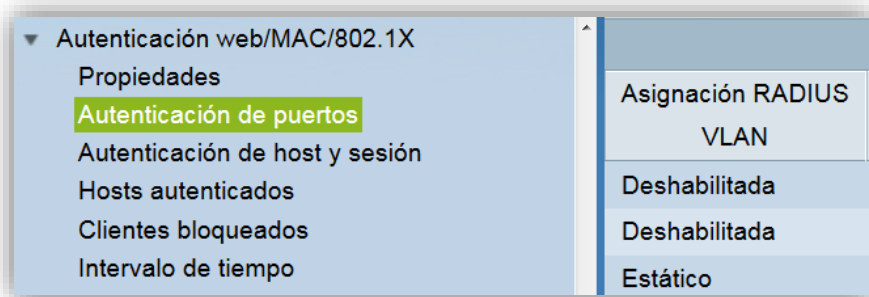 Autenticación web/MAC/802.1X
Propiedades
Autenticación de puertos
Autenticación de host y sesión
Hosts autenticados
Clientes bloqueados
Intervalo de tiempo
Asignación RADIUS
VLAN
Deshabilitada
Deshabilitada
Estático